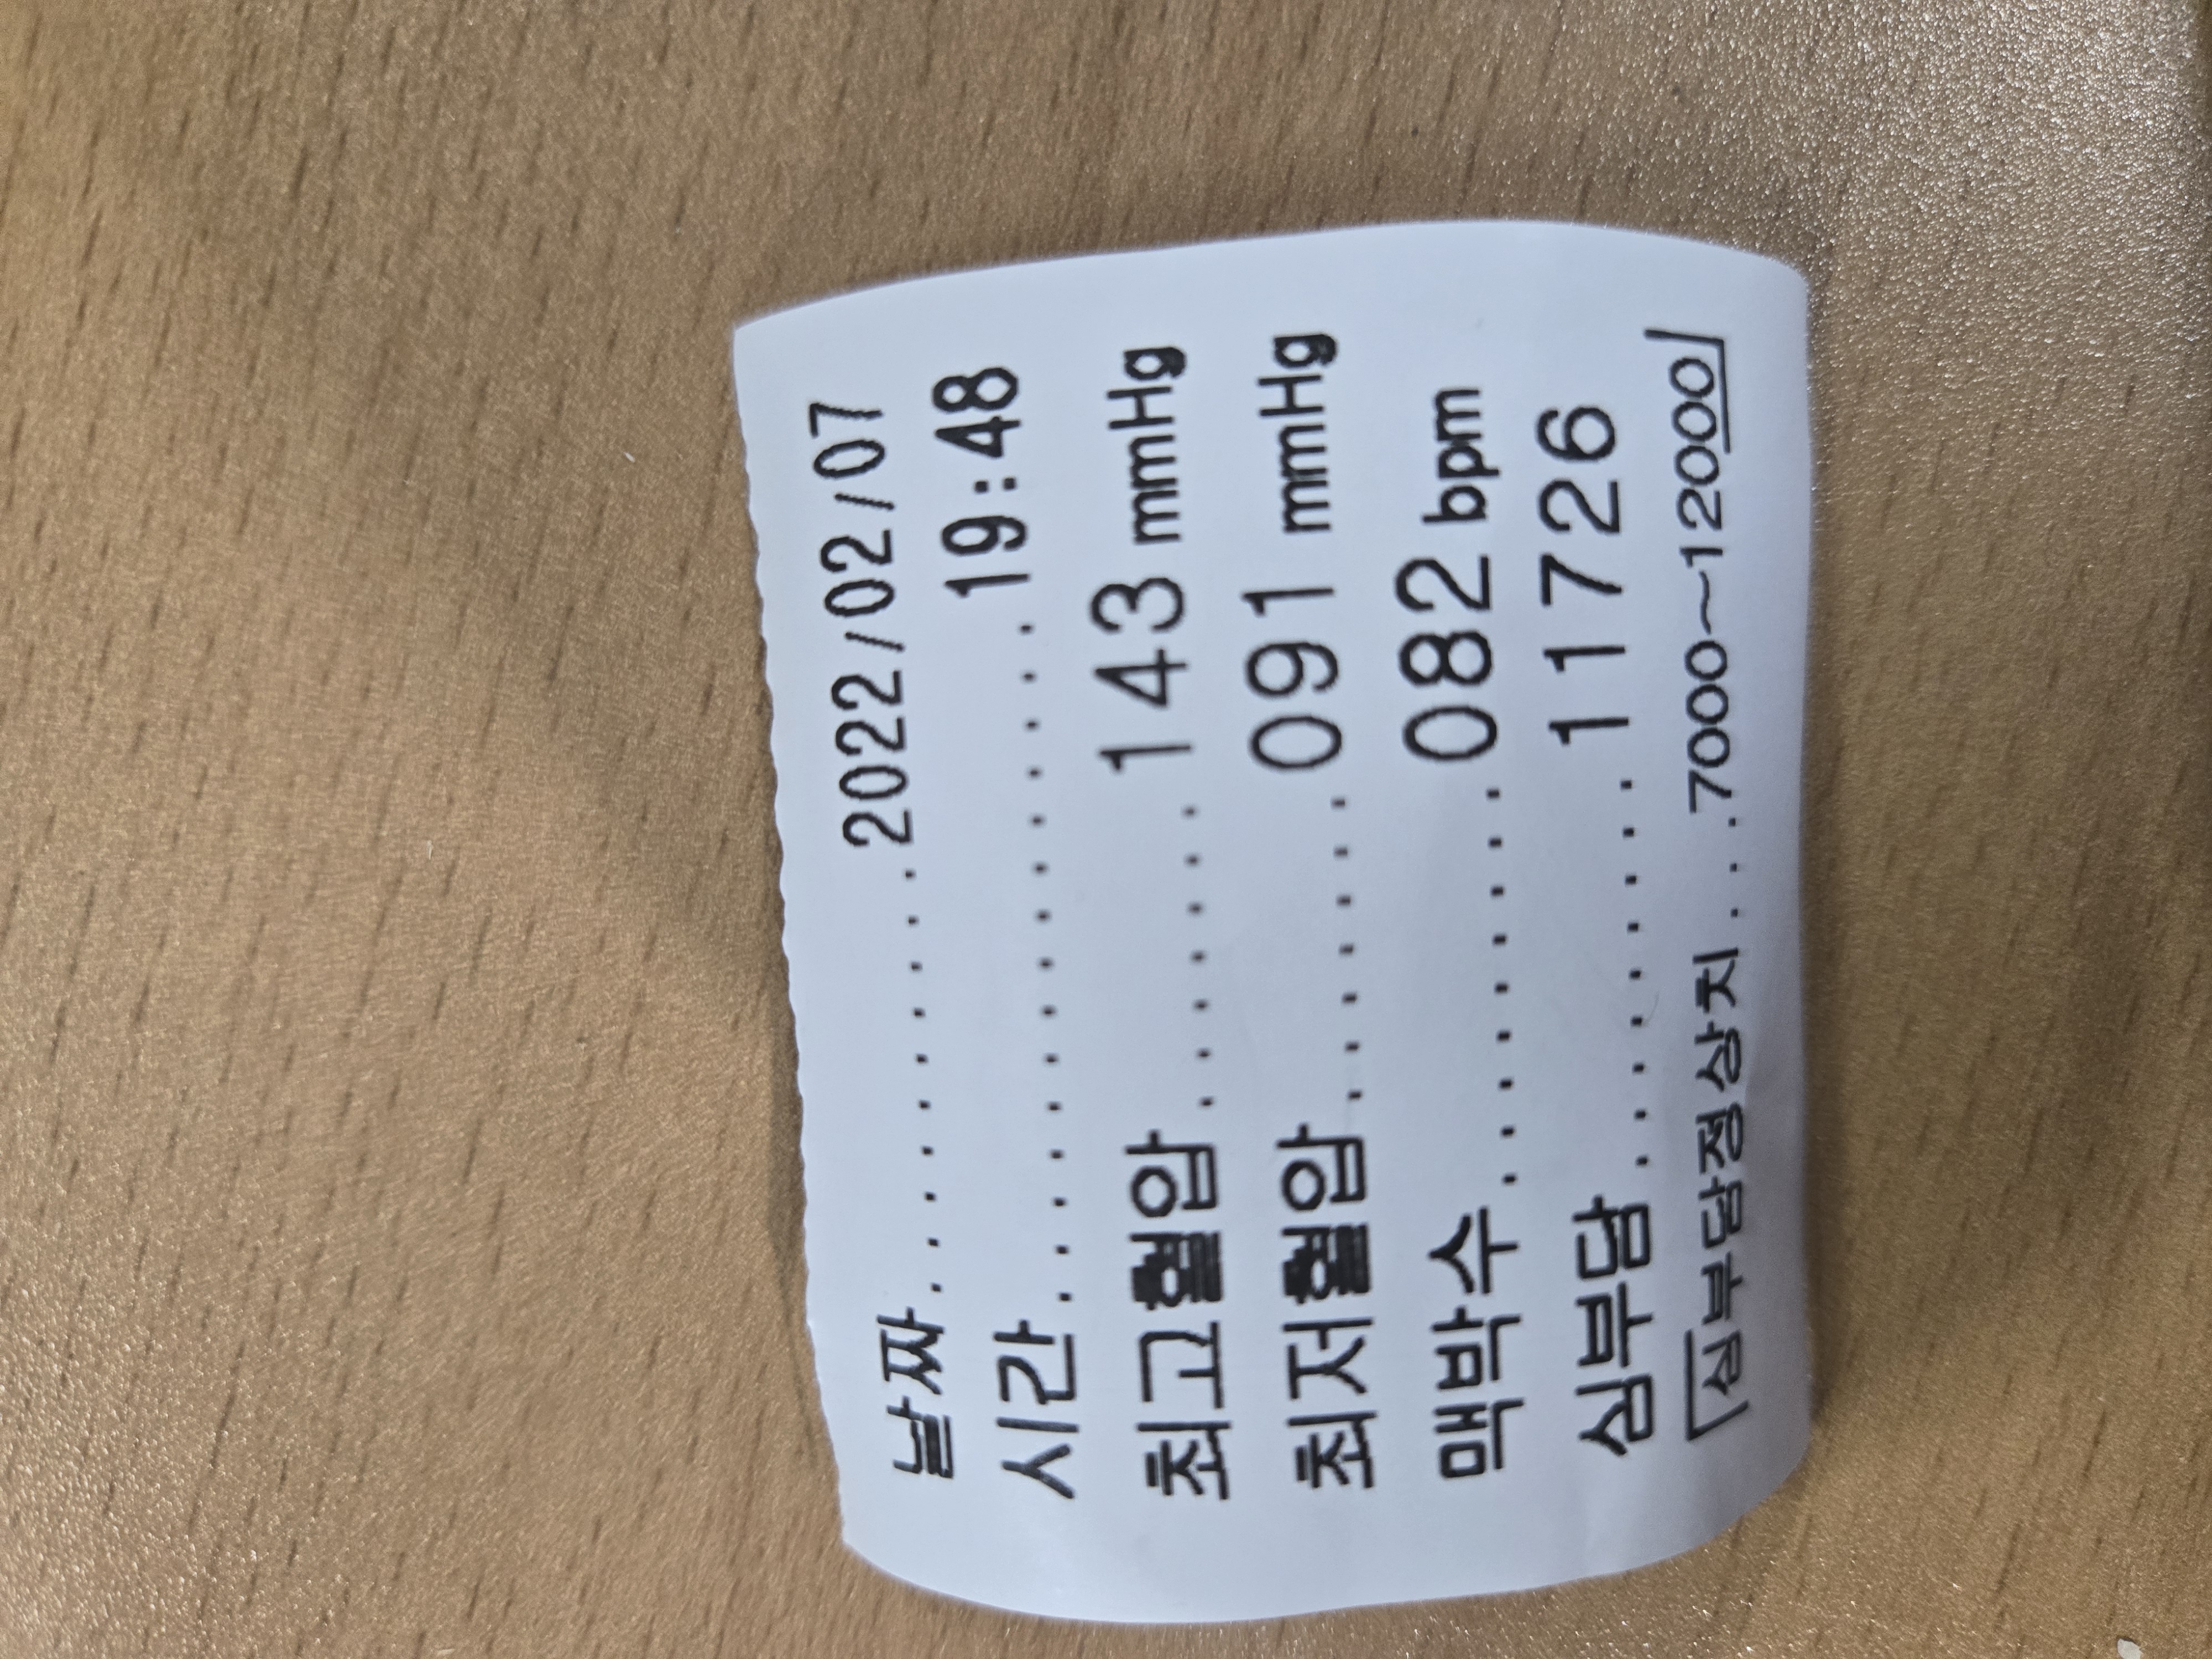 날짜..............2022/02/07
시간..............19:48
최고혈압.......143 mmHg
최저혈압.......091 mmHg
맥박수.........082 bpm
심부담.........11726
「심부담정상치...7000~12000」